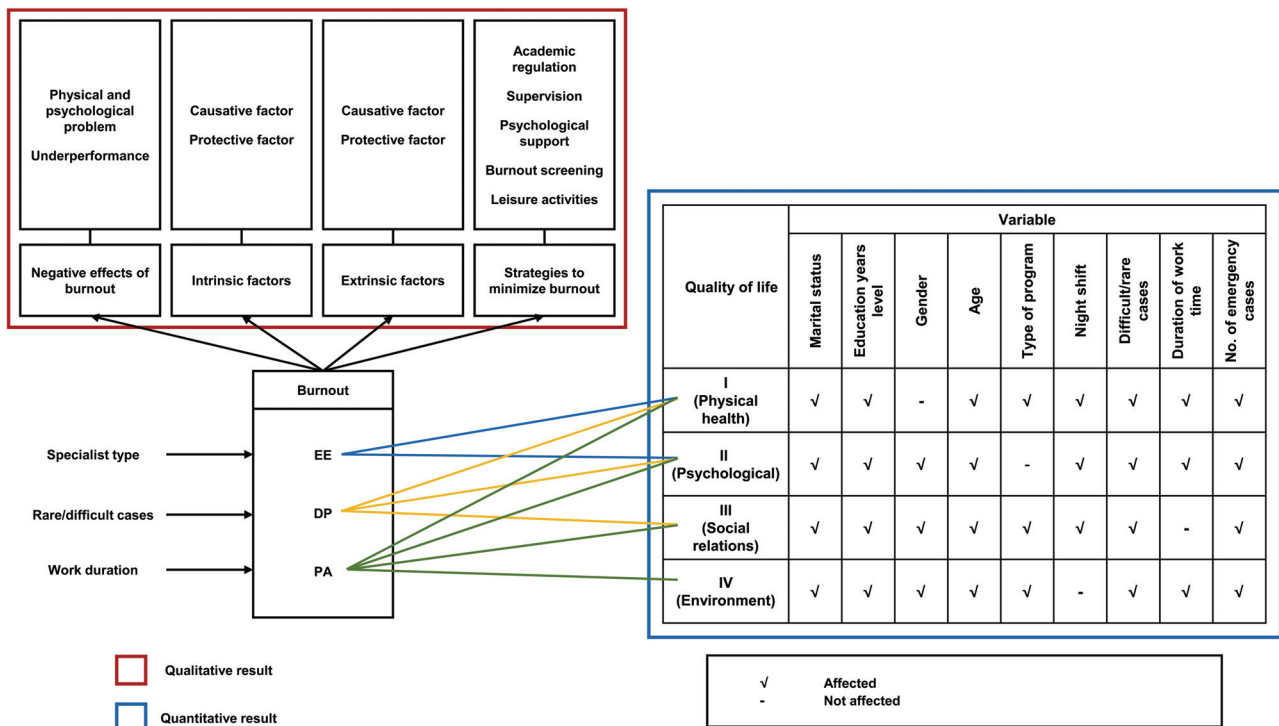 Physical and
psychological
problem
Underperformance
Causative factor
Protective factor
Causative factor
Protective factor
Academic
regulation
Supervision
Psychological
support
Burnout screening
Leisure activities
Negative effects of
burnout
Intrinsic factors
Extrinsic factors
Strategies to
minimize burnout
Burnout
EE
DP
PA
Specialist type
Rare/difficult cases
Work duration
Quality of life
Variable
Marital status
Education years
level
Gender
Age
Type of program
Night shift
Difficult/rare
cases
Duration of work
time
No. of emergency
cases
I
(Physical
health)
√ √ - √ √ √ √ √ √
II
(Psychological)
√ √ √ √ - √ √ √ √
III
(Social
relations)
√ √ √ √ √ √ √ - √
IV
(Environment)
√ √ √ √ √ - √ √ √
Qualitative result
Quantitative result
√ Affected
- Not affected